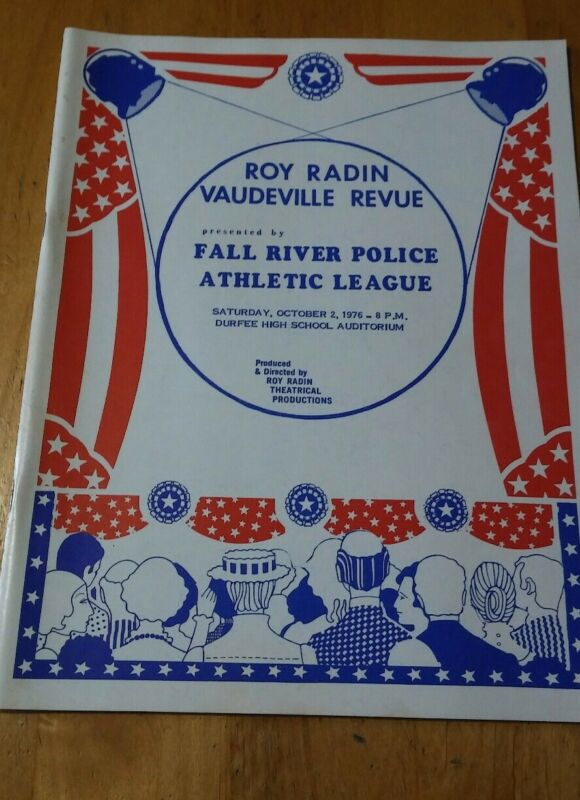 ROY RADIN
VAUDEVILLE REVUE
presented by
FALL RIVER POLICE
ATHLETIC LEAGUE
SATURDAY, OCTOBER 2, 1976 - 8 P.M.
DURFEE HIGH SCHOOL AUDITORIUM
Produced
& Directed by
ROY RADIN
THEATRICAL
PRODUCTIONS